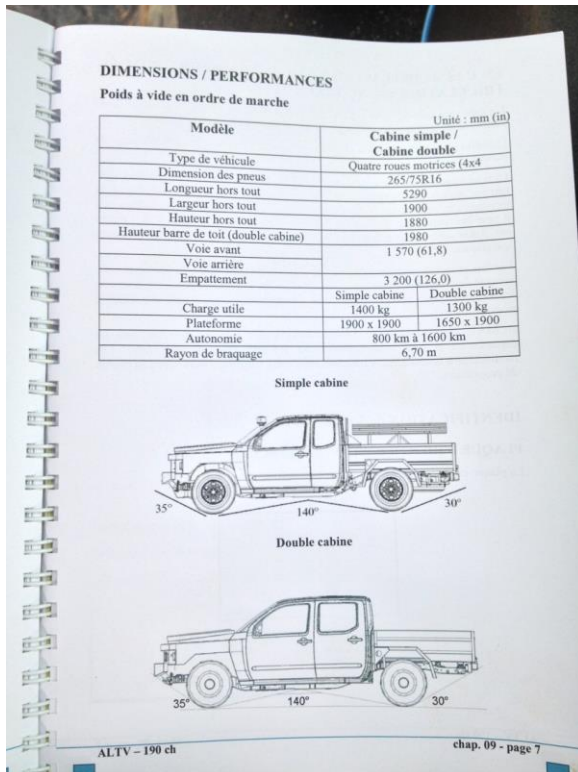 DIMENSIONS / PERFORMANCES
Poids à vide en ordre de marche
Unité : mm (in)
Modèle Cabine simple /
Cabine double
Type de véhicule Quatre roues motrices (4x4
Dimension des pneus 265/75R16
Longueur hors tout 5290
Largeur hors tout 1900
Hauteur hors tout 1880
Hauteur barre de toit (double cabine) 1980
Voie avant 1 570 (61,8)
Voie arrière
Empattement 3 200 (126,0)
Simple cabine Double cabine
Charge utile 1400 kg 1300 kg
Plateforme 1900 x 1900 1650 x 1900
Autonomie 800 km à 1600 km
Rayon de braquage 6,70 m
Simple cabine
35° 140° 30°
Double cabine
35° 140° 30°
ALTV – 190 ch chap. 09 - page 7